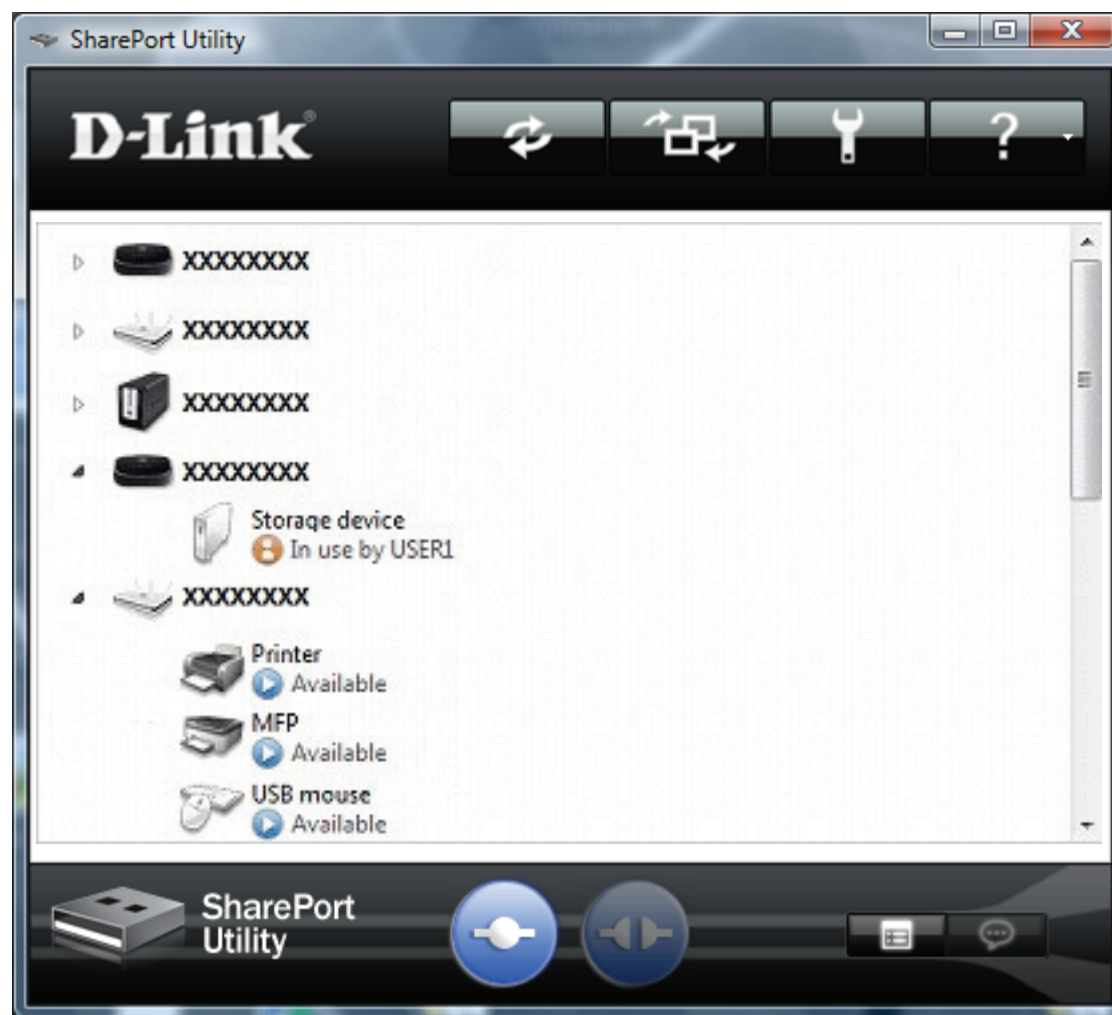 SharePort Utility
D-Link®
?
XXXXXXXX
XXXXXXXX
XXXXXXXX
XXXXXXXX
Storage device
In use by USER1
XXXXXXXX
Printer
Available
MFP
Available
USB mouse
Available
SharePort
Utility